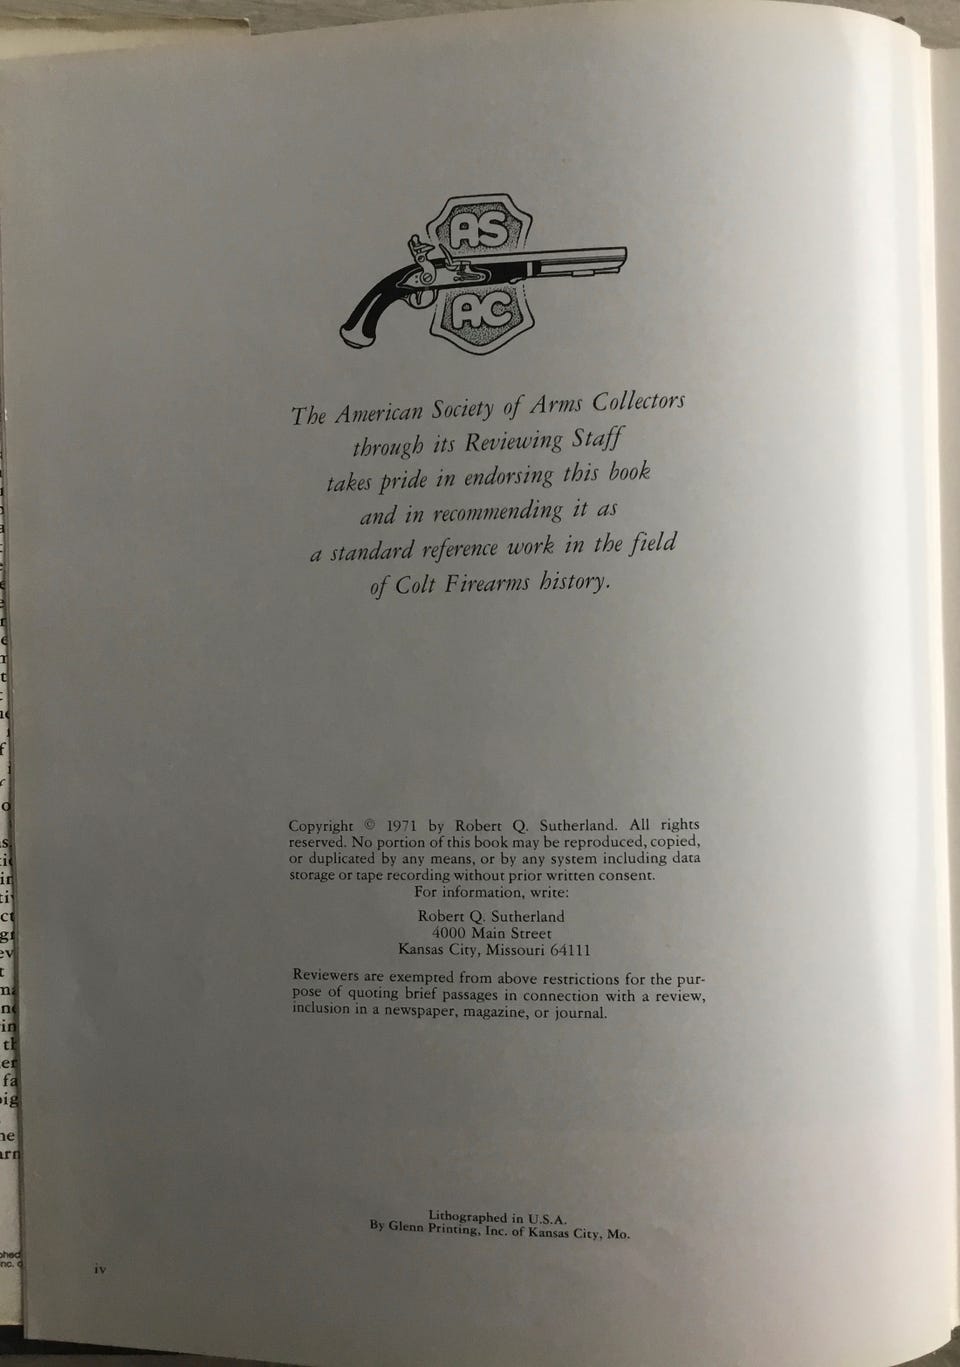 AS
AC
The American Society of Arms Collectors
through its Reviewing Staff
takes pride in endorsing this book
and in recommending it as
a standard reference work in the field
of Colt Firearms history.
Copyright © 1971 by Robert Q. Sutherland. All rights
reserved. No portion of this book may be reproduced, copied,
or duplicated by any means, or by any system including data
storage or tape recording without prior written consent.
For information, write:
Robert Q. Sutherland
4000 Main Street
Kansas City, Missouri 64111
Reviewers are exempted from above restrictions for the pur-
pose of quoting brief passages in connection with a review,
inclusion in a newspaper, magazine, or journal.
Lithographed in U.S.A.
By Glenn Printing, Inc. of Kansas City, Mo.
iv